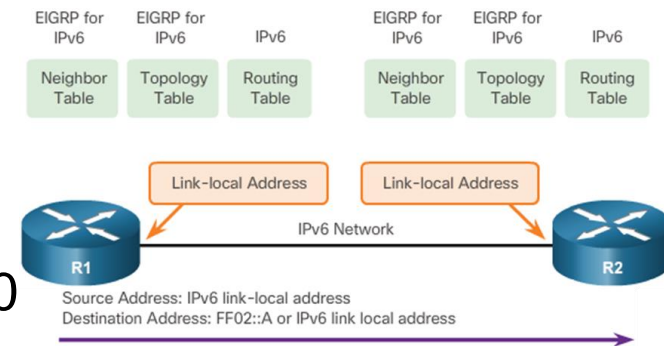 EIGRP for EIGRP for IPv6 EIGRP for EIGRP for IPv6
IPv6 IPv6 IPv6 IPv6
Neighbor Table
Topology Table
Routing Table
Neighbor Table
Topology Table
Routing Table
Link-local Address Link-local Address
IPv6 Network
R1 R2
0
Source Address: IPv6 link-local address
Destination Address: FF02::A or IPv6 link local address